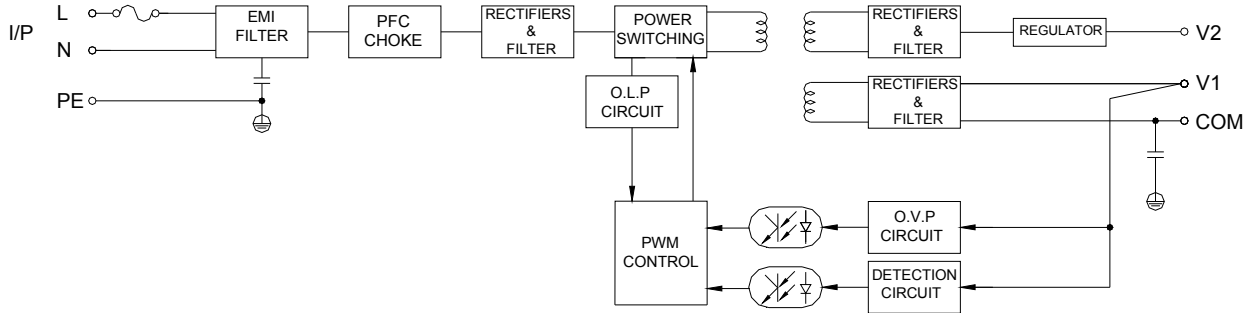 I/P
L
N
PE
EMI
FILTER
PFC
CHOKE
RECTIFIERS
&
FILTER
POWER
SWITCHING
RECTIFIERS
&
FILTER
REGULATOR
V2
O.L.P
CIRCUIT
RECTIFIERS
&
FILTER
V1
COM
PWM
CONTROL
O.V.P
CIRCUIT
DETECTION
CIRCUIT